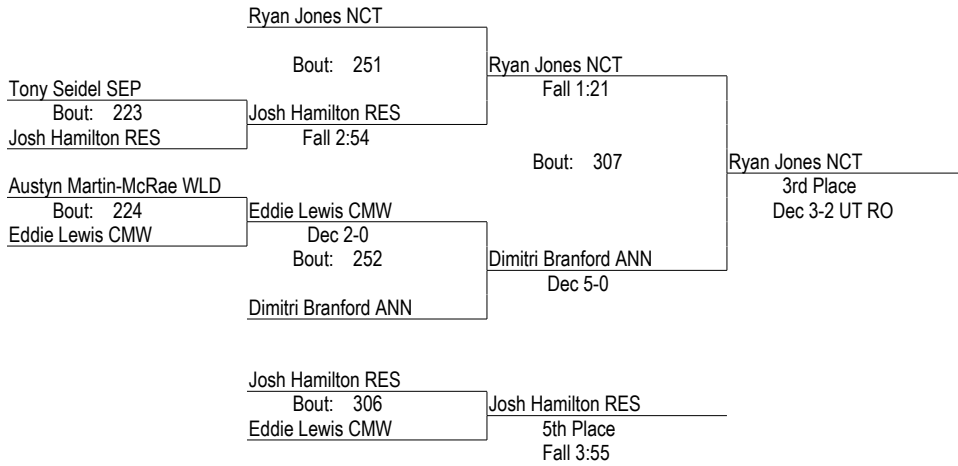 Ryan Jones NCT
Bout: 251
Ryan Jones NCT
Fall 1:21
Tony Seidel SEP
Bout: 223
Josh Hamilton RES
Josh Hamilton RES
Fall 2:54
Bout: 307
Ryan Jones NCT
3rd Place
Dec 3-2 UT RO
Austyn Martin-McRae WLD
Bout: 224
Eddie Lewis CMW
Eddie Lewis CMW
Dec 2-0
Bout: 252
Dimitri Branford ANN
Dec 5-0
Dimitri Branford ANN
Josh Hamilton RES
Bout: 306
Eddie Lewis CMW
Josh Hamilton RES
5th Place
Fall 3:55